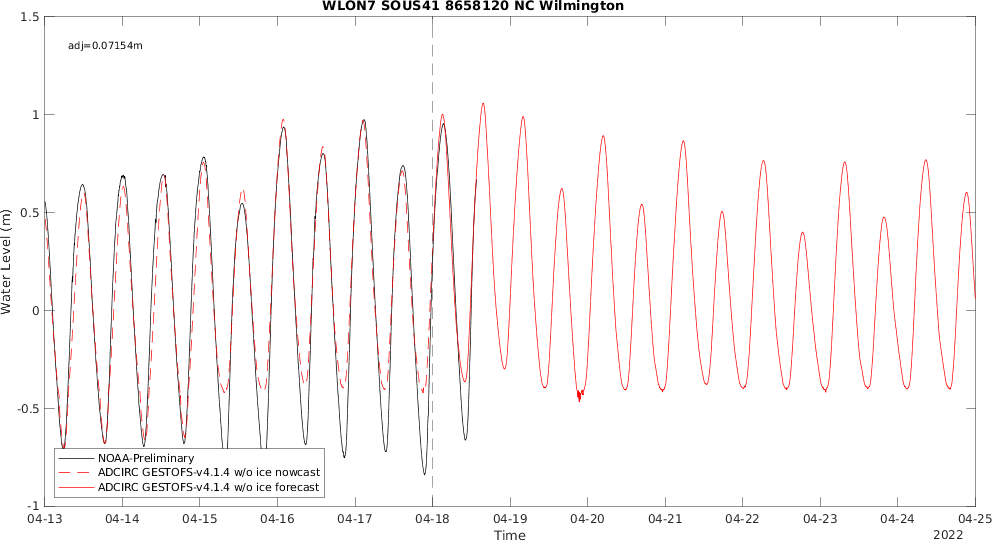 WLON7 SOUS41 8658120 NC Wilmington
1.5
adj=0.07154m
1
0.5
0
-0.5
-1
Water Level (m)
NOAA-Preliminary
ADCIRC GESTOFS-v4.1.4 w/o ice nowcast
ADCIRC GESTOFS-v4.1.4 w/o ice forecast
04-13 04-14 04-15 04-16 04-17 04-18 04-19 04-20 04-21 04-22 04-23 04-24 04-25
Time
2022